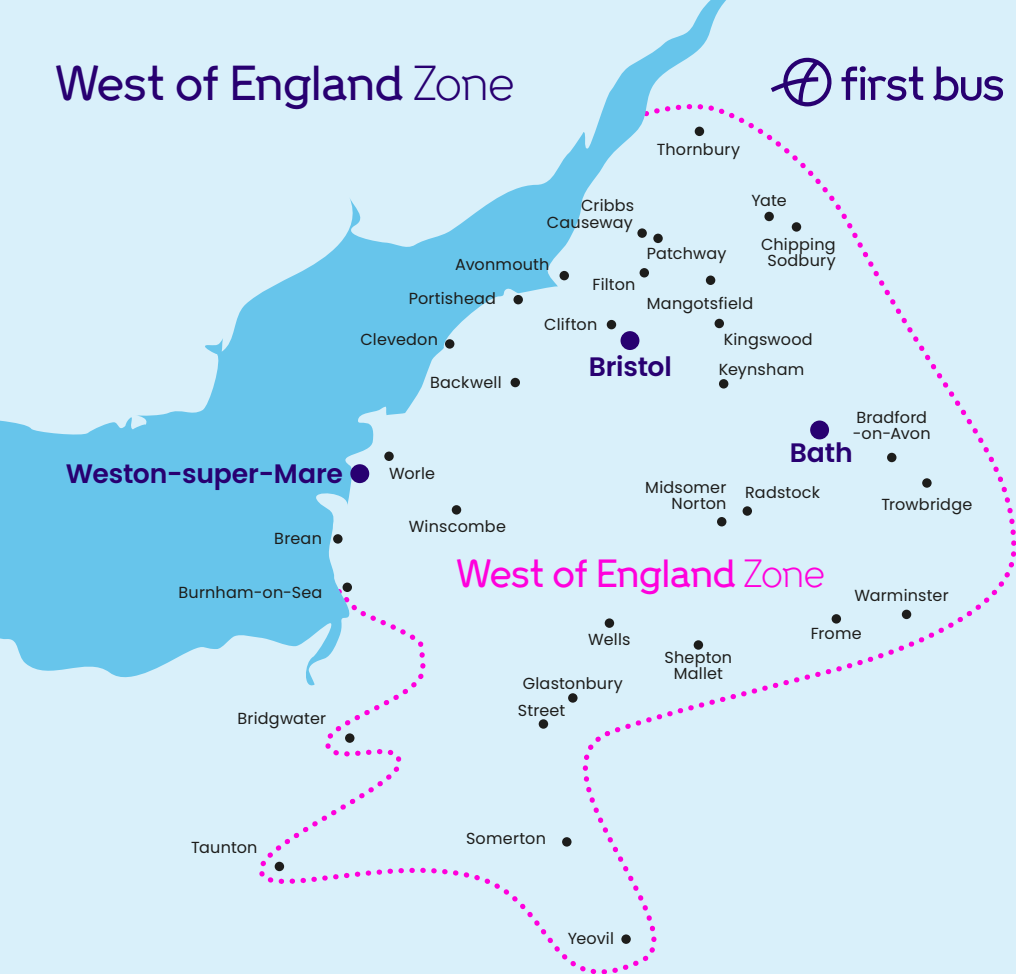 West of England Zone
first bus
Thornbury
Yate
Cribbs
Causeway
Chipping
Sodbury
Patchway
Avonmouth
Filton
Portishead
Mangotsfield
Clifton
Clevedon
Kingswood
Bristol
Keynsham
Backwell
Bradford
-on-Avon
Bath
Weston-super-Mare
Worle
Midsomer
Norton
Radstock
Trowbridge
Winscombe
Brean
West of England Zone
Burnham-on-Sea
Warminster
Frome
Wells
Shepton
Mallet
Glastonbury
Street
Bridgwater
Somerton
Taunton
Yeovil